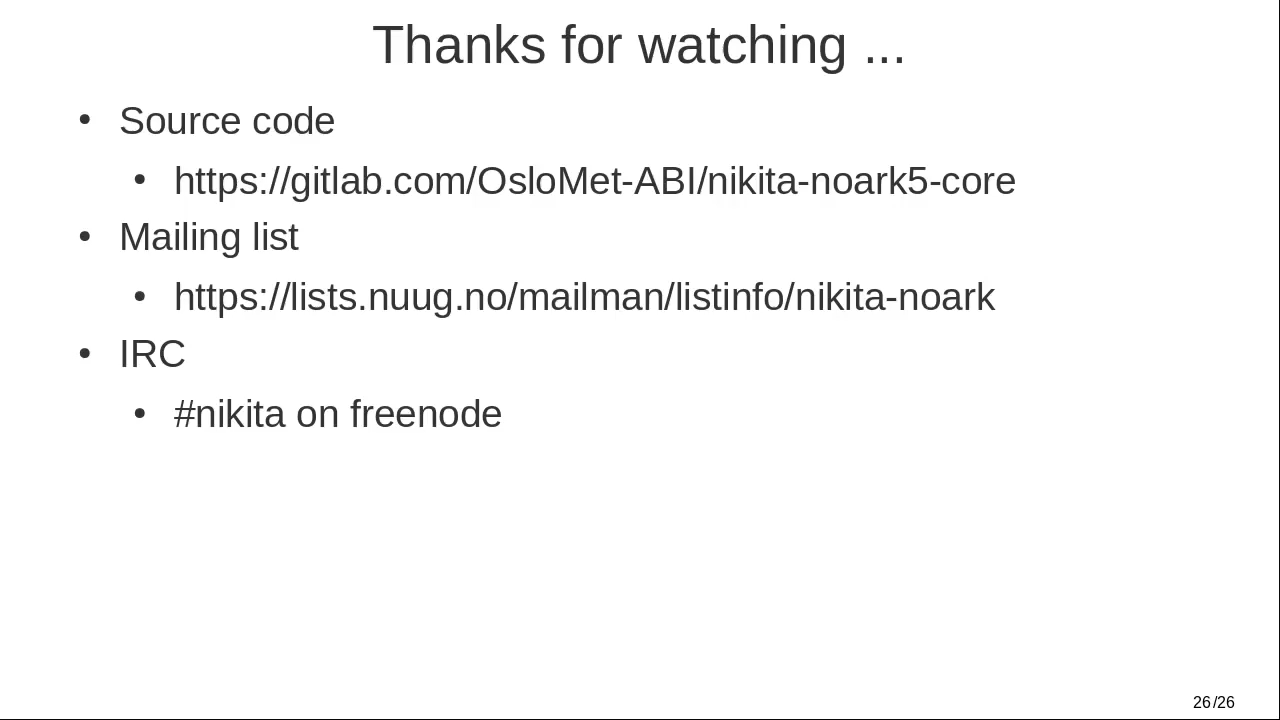 Thanks for watching ...
• Source code
• https://gitlab.com/OsloMet-ABI/nikita-noark5-core
• Mailing list
• https://lists.nuug.no/mailman/listinfo/nikita-noark
• IRC
• #nikita on freenode
26/26